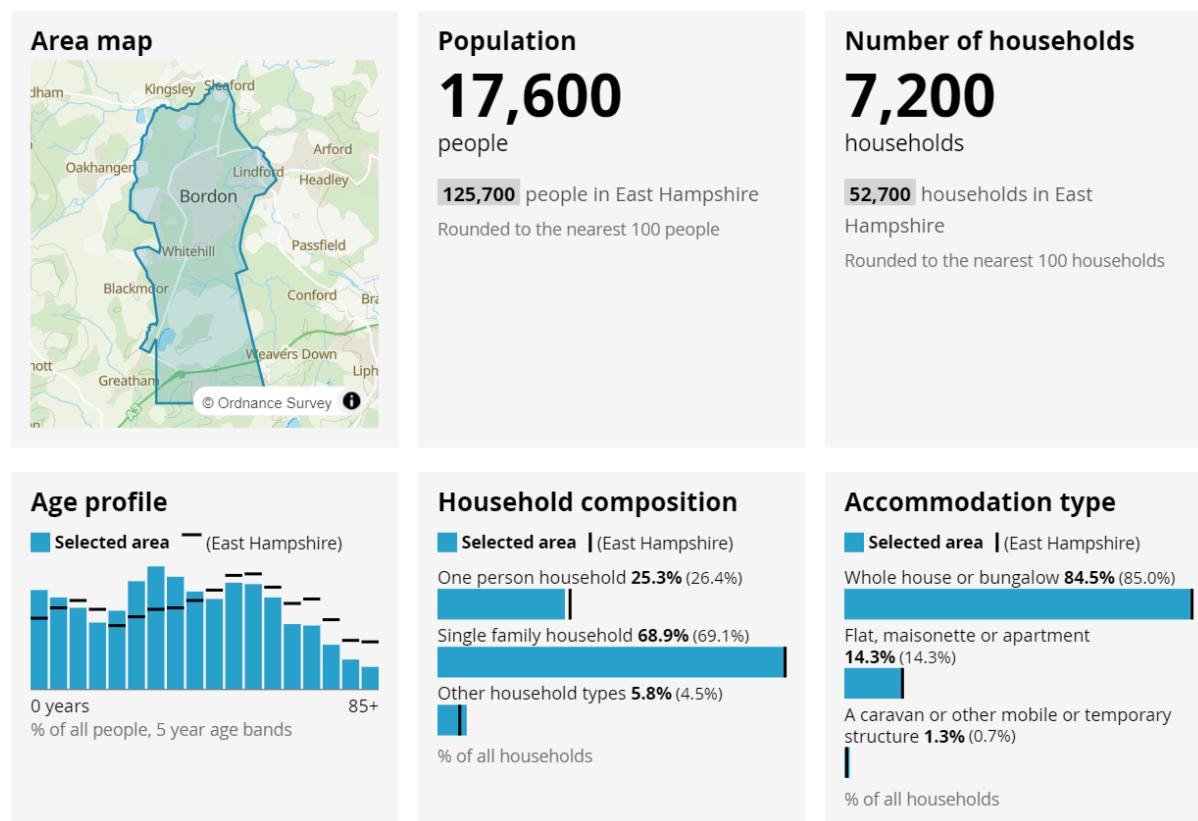 Area map
dham
Kingsley
Sleaford
Oakhanger
Arford
Lindford
Headley
Bordon
Whitehill
Passfield
Blackmoor
Conford
Bra
Weavers Down
Liph
Greatham
A3
© Ordnance Survey
Population
17,600
people
125,700 people in East Hampshire
Rounded to the nearest 100 people
Number of households
7,200
households
52,700 households in East
Hampshire
Rounded to the nearest 100 households
Age profile
Selected area (East Hampshire)
0 years 85+
% of all people, 5 year age bands
Household composition
Selected area (East Hampshire)
One person household 25.3% (26.4%)
Single family household 68.9% (69.1%)
Other household types 5.8% (4.5%)
% of all households
Accommodation type
Selected area (East Hampshire)
Whole house or bungalow 84.5% (85.0%)
Flat, maisonette or apartment
14.3% (14.3%)
A caravan or other mobile or temporary
structure 1.3% (0.7%)
% of all households